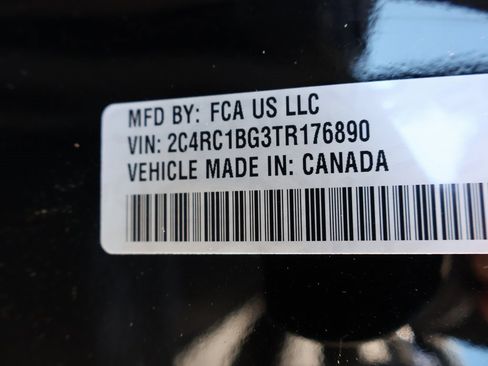 MFD BY: FCA US LLC
VIN: 2C4RC1BG3TR176890
VEHICLE MADE IN: CANADA